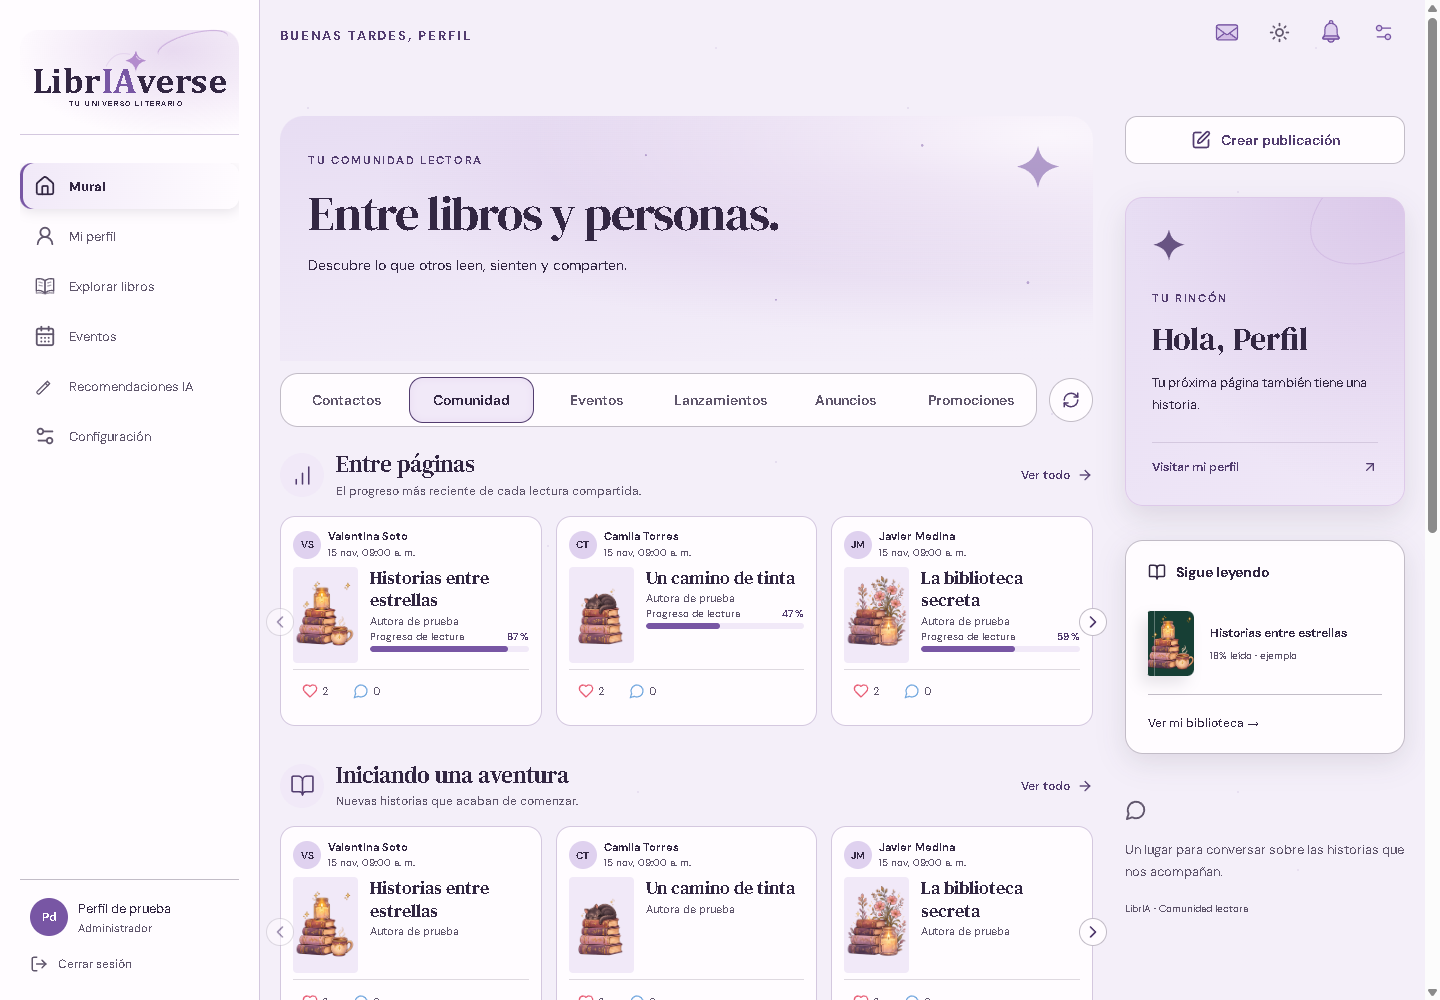 LibrIAverse
TU UNIVERSO LITERARIO
Mural
Mi perfil
Explorar libros
Eventos
Recomendaciones IA
Configuración
Pd
Perfil de prueba
Administrador
Cerrar sesión
BUENAS TARDES, PERFIL
TU COMUNIDAD LECTORA
Entre libros y personas.
Descubre lo que otros leen, sienten y comparten.
Contactos
Comunidad
Eventos
Lanzamientos
Anuncios
Promociones
Entre páginas
El progreso más reciente de cada lectura compartida.
Ver todo
VS
Valentina Soto
15 nov, 09:00 a. m.
Historias entre
estrellas
Autora de prueba
Progreso de lectura 87 %
2 0
CT
Camila Torres
15 nov, 09:00 a. m.
Un camino de tinta
Autora de prueba
Progreso de lectura 47 %
2 0
JM
Javier Medina
15 nov, 09:00 a. m.
La biblioteca
secreta
Autora de prueba
Progreso de lectura 59 %
2 0
Iniciando una aventura
Nuevas historias que acaban de comenzar.
Ver todo
VS
Valentina Soto
15 nov, 09:00 a. m.
Historias entre
estrellas
Autora de prueba
CT
Camila Torres
15 nov, 09:00 a. m.
Un camino de tinta
Autora de prueba
JM
Javier Medina
15 nov, 09:00 a. m.
La biblioteca
secreta
Autora de prueba
Crear publicación
TU RINCÓN
Hola, Perfil
Tu próxima página también tiene una
historia.
Visitar mi perfil
Sigue leyendo
Historias entre estrellas
18% leído · ejemplo
Ver mi biblioteca →
Un lugar para conversar sobre las historias que
nos acompañan.
LibrIA · Comunidad lectora